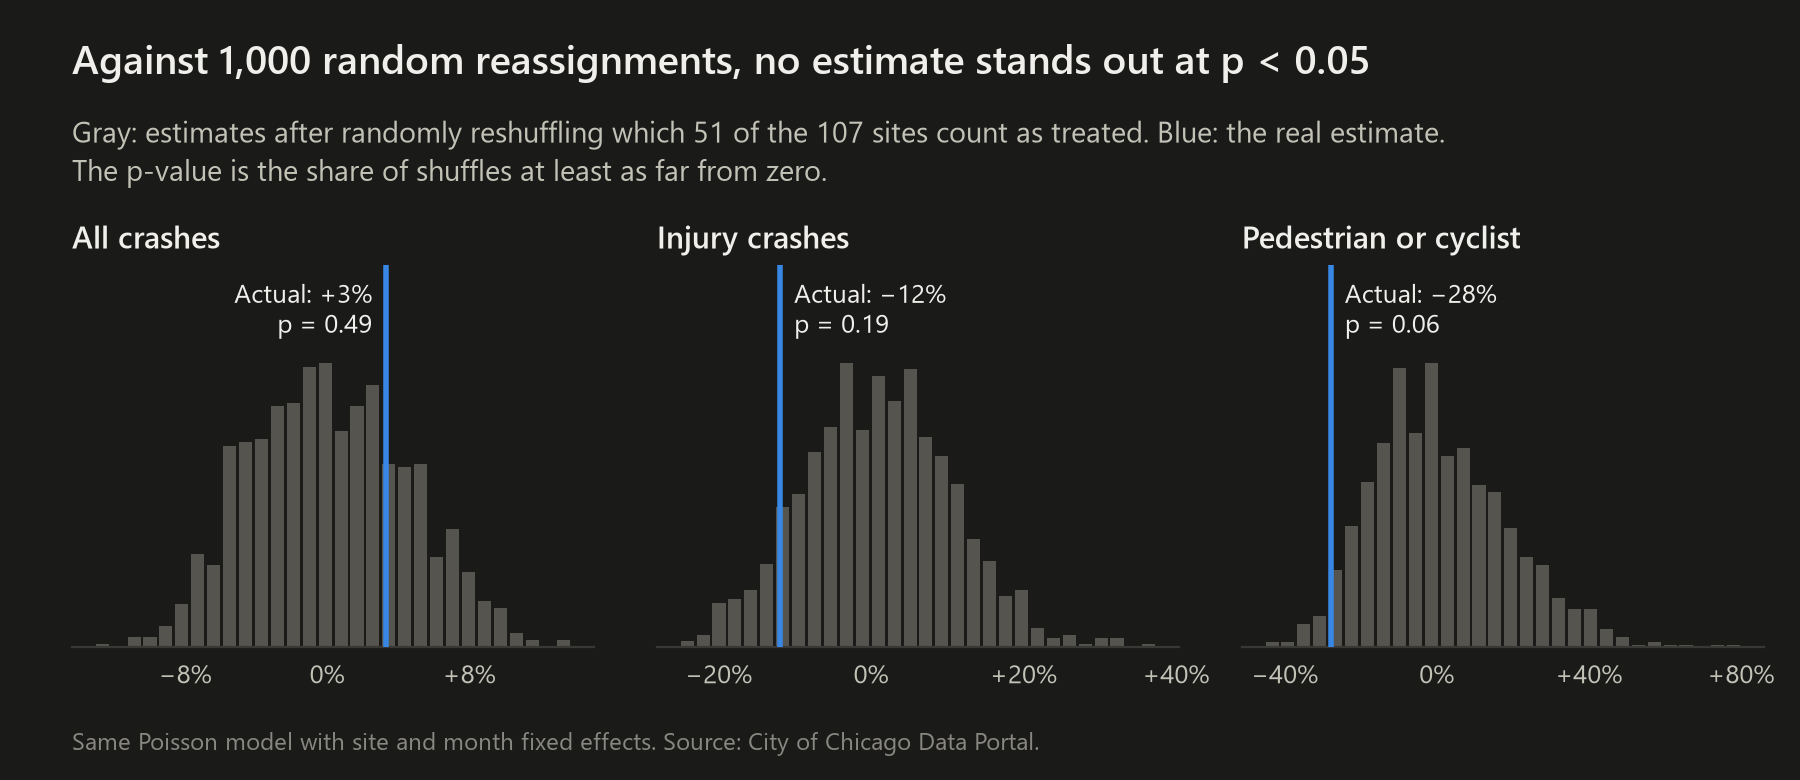 Against 1,000 random reassignments, no estimate stands out at p < 0.05
Gray: estimates after randomly reshuffling which 51 of the 107 sites count as treated. Blue: the real estimate.
The p-value is the share of shuffles at least as far from zero.
All crashes
Actual: +3%
p = 0.49
−8%
0%
+8%
Injury crashes
Actual: −12%
p = 0.19
−20%
0%
+20%
+40%
Pedestrian or cyclist
Actual: −28%
p = 0.06
−40%
0%
+40%
+80%
Same Poisson model with site and month fixed effects. Source: City of Chicago Data Portal.